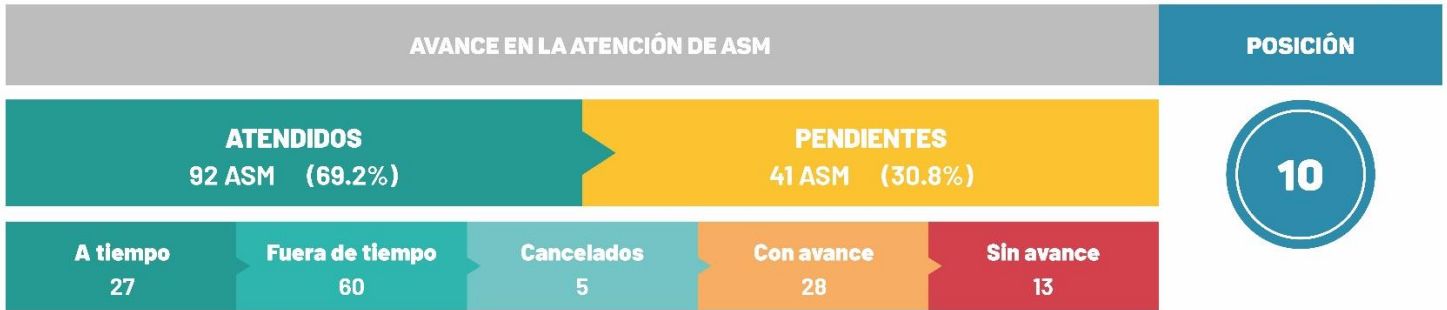 AVANCE EN LA ATENCIÓN DE ASM
POSICIÓN
ATENDIDOS
92 ASM (69.2%)
PENDIENTES
41 ASM (30.8%)
10
A tiempo
27
Fuera de tiempo
60
Cancelados
5
Con avance
28
Sin avance
13